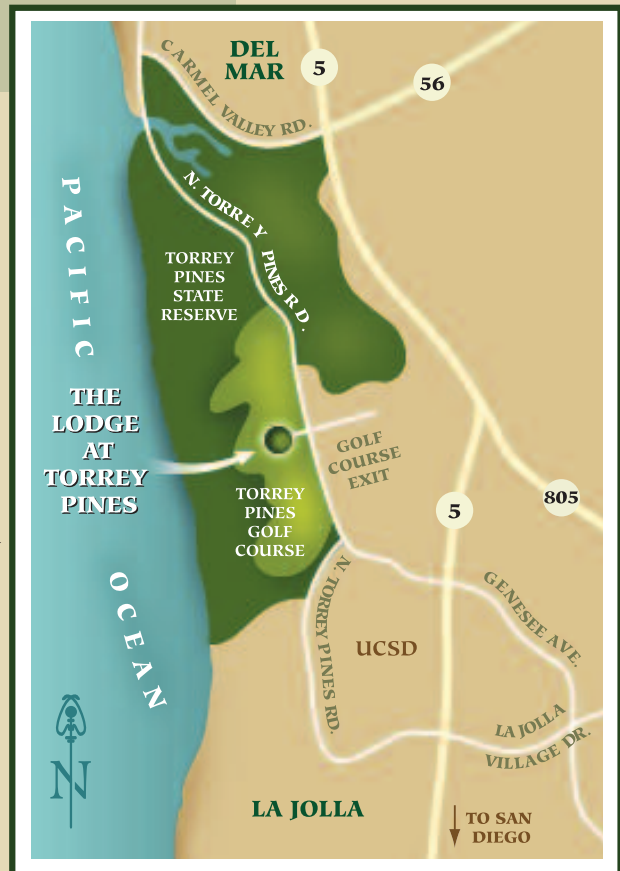 DEL
MAR
5
56
CARMEL VALLEY RD.
N. TORREY PINES RD.
PACIFIC
TORREY
PINES
STATE
RESERVE
THE
LODGE
AT
TORREY
PINES
GOLF
COURSE
EXIT
TORREY
PINES
GOLF
COURSE
5
805
OCEAN
N. TORREY PINES RD.
GENESEE AVE.
UCSD
LA JOLLA
VILLAGE DR.
N
LA JOLLA
TO SAN
DIEGO